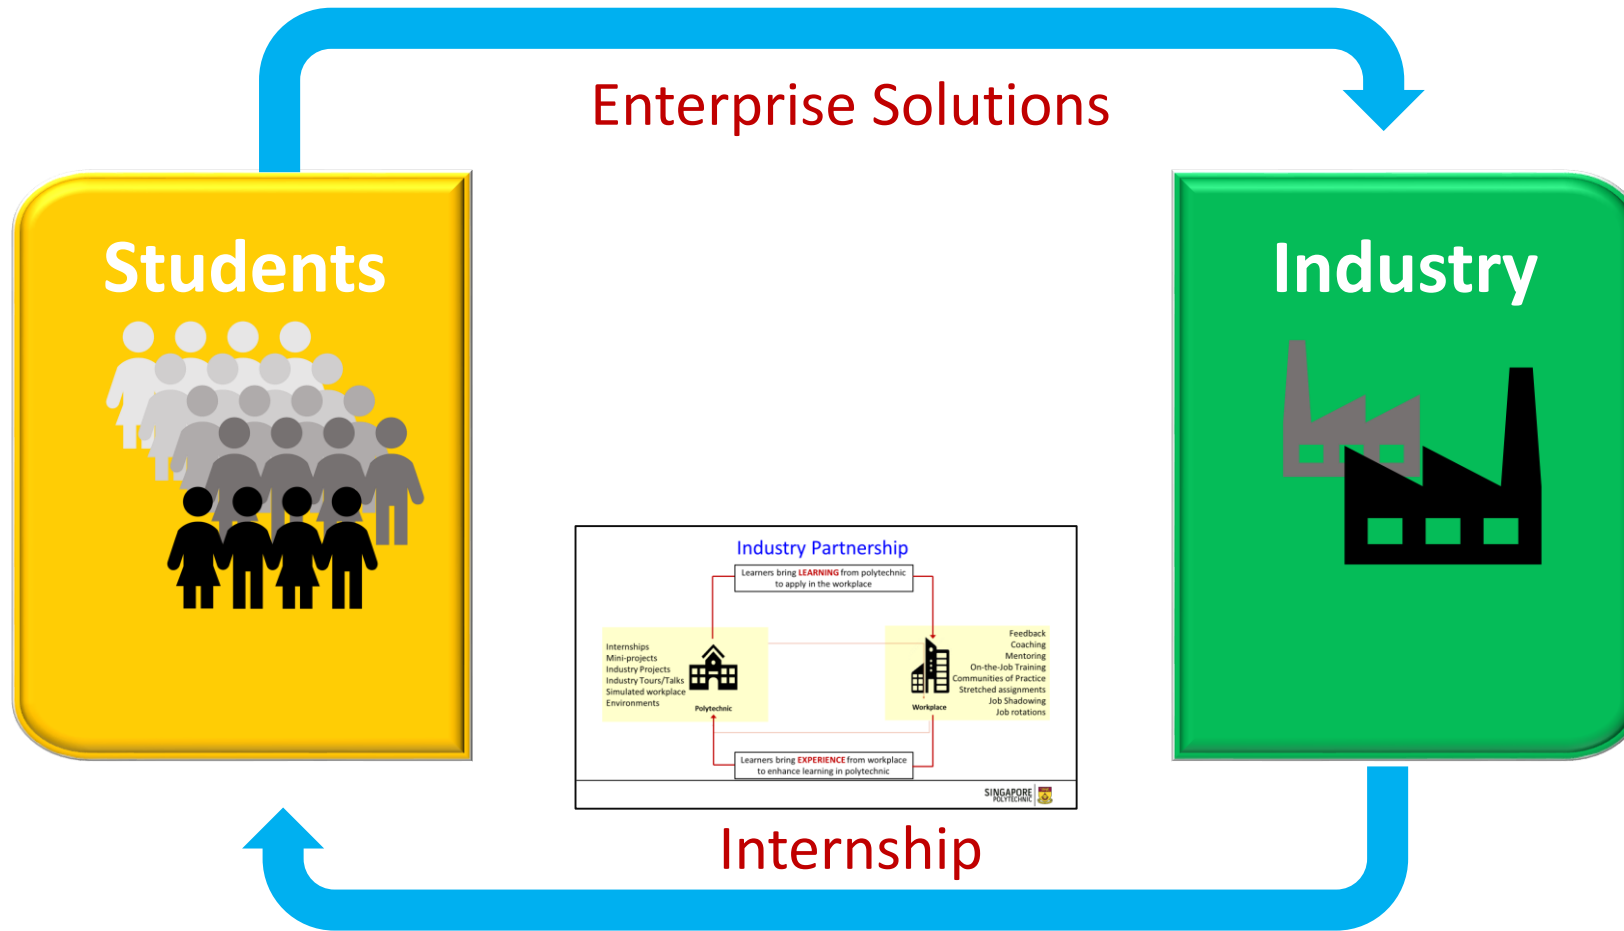 Enterprise Solutions
Students
Industry
Industry Partnership
Learners bring LEARNING from polytechnic
to apply in the workplace
Internships
Mini-projects
Industry Projects
Industry Tours/Talks
Simulated workplace
Environments
Polytechnic
Feedback
Coaching
Mentoring
On-the-Job Training
Communities of Practice
Stretched assignments
Job Shadowing
Job rotations
Workplace
Learners bring EXPERIENCE from workplace
to enhance learning in polytechnic
SINGAPORE
POLYTECHNIC
Internship